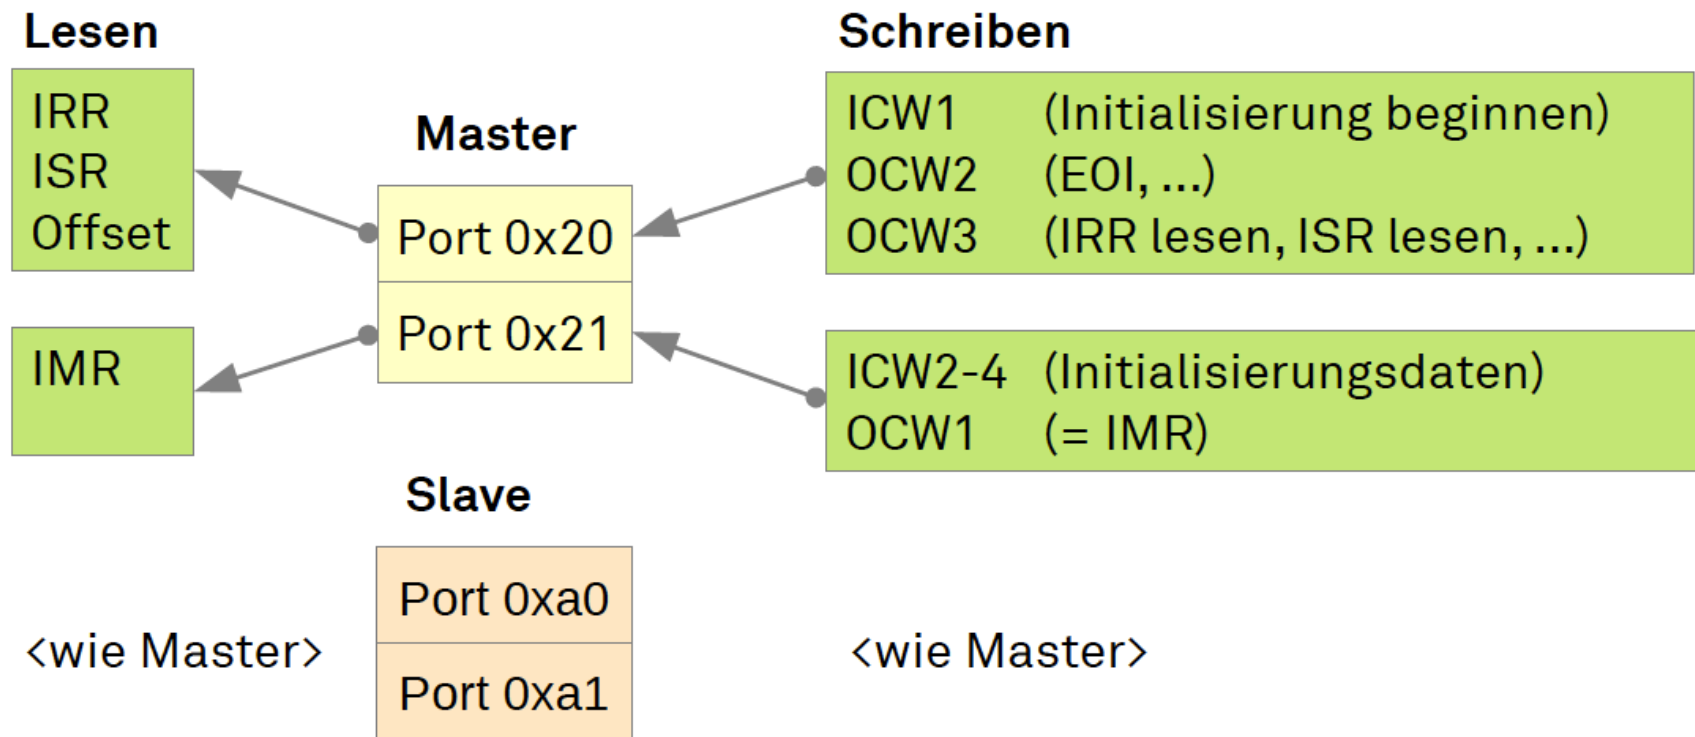 Lesen
IRR
ISR
Offset
IMR
Master
Port 0x20
Port 0x21
Schreiben
ICW1 (Initialisierung beginnen)
OCW2 (EOI, ...)
OCW3 (IRR lesen, ISR lesen, ...)
ICW2-4 (Initialisierungsdaten)
OCW1 (= IMR)
Slave
<wie Master>
Port 0xa0
Port 0xa1
<wie Master>